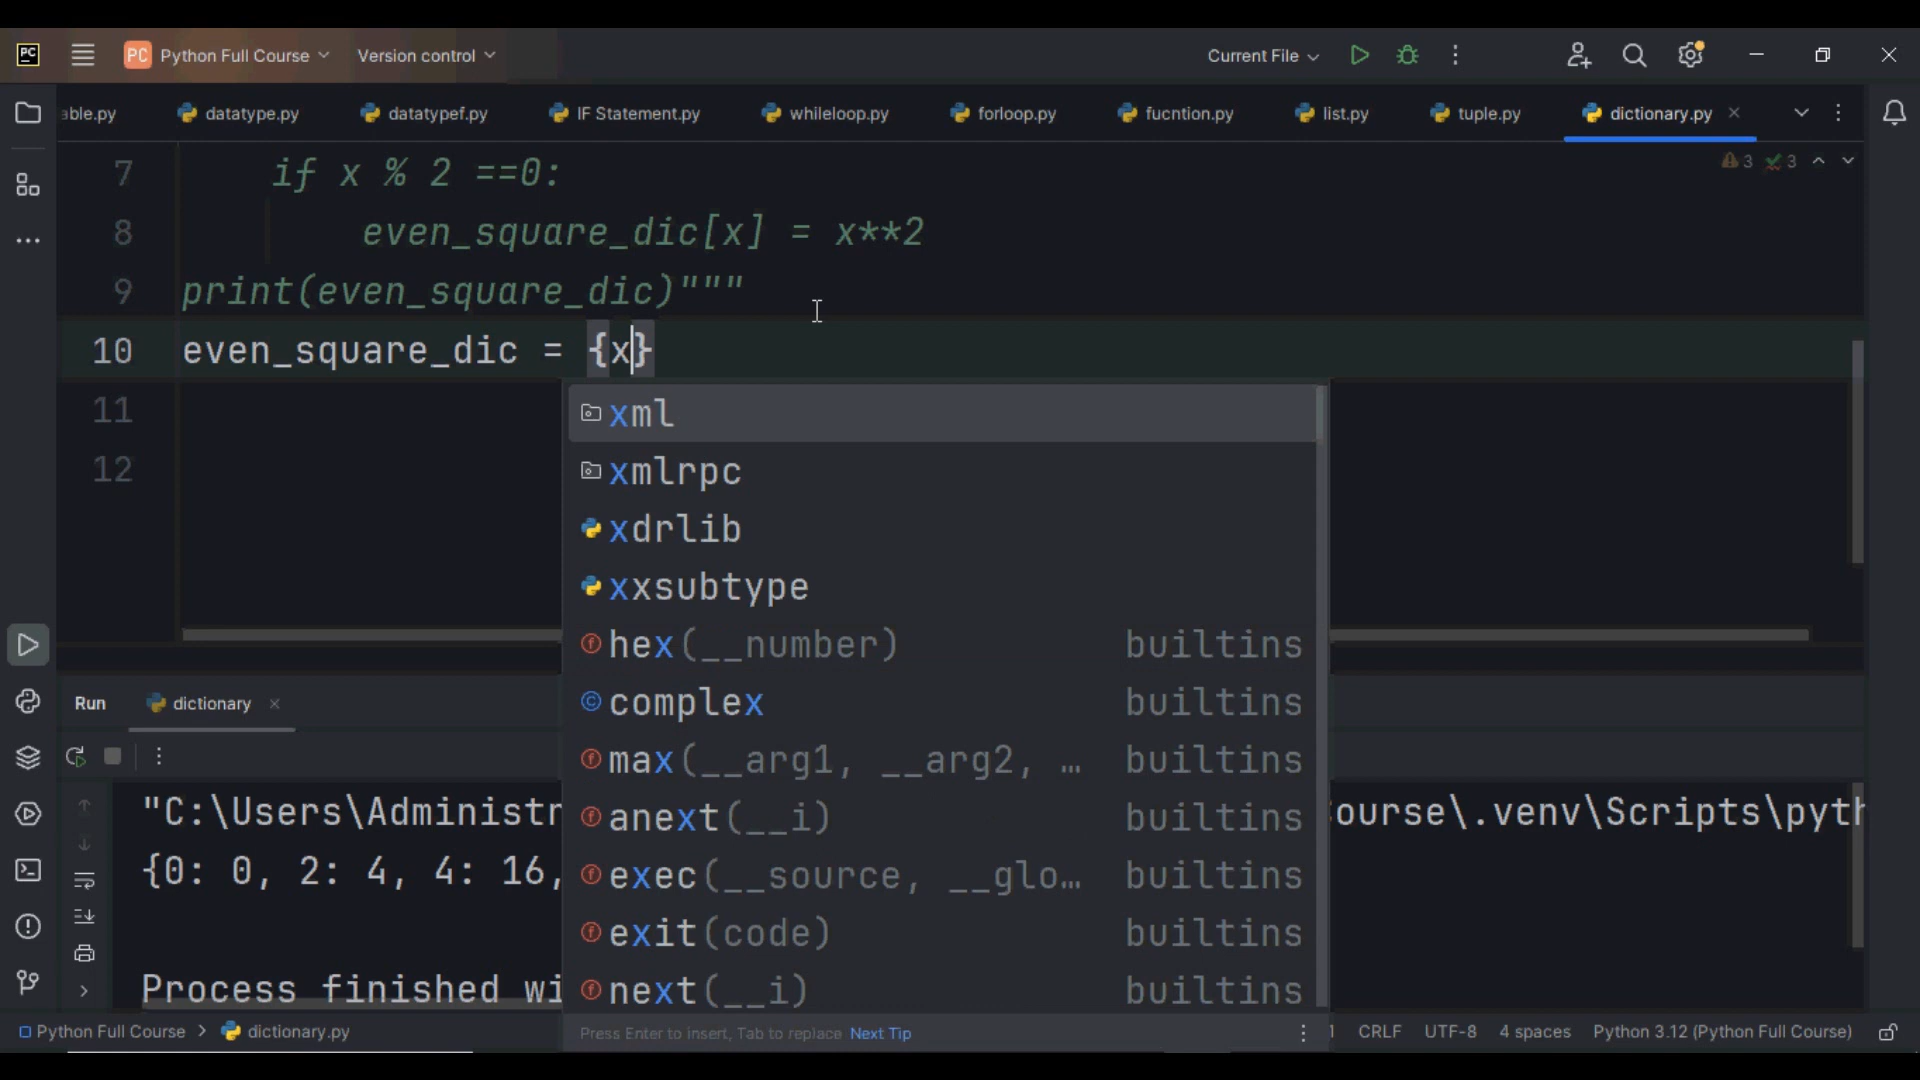 PC
PC Python Full Course
Version control
Current File
able.py
datatype.py
datatypef.py
IF Statement.py
whileloop.py
forloop.py
fucntion.py
list.py
tuple.py
dictionary.py
3 3
7 if x % 2 ==0:
8 even_square_dic[x] = x**2
9 print(even_square_dic)"""
10 even_square_dic = {x}
11
12
xml
xmlrpc
xdrlib
xxsubtype
hex(__number) builtins
complex builtins
max(__arg1, __arg2, … builtins
anext(__i) builtins
exec(__source, __glo… builtins
exit(code) builtins
next(__i) builtins
Press Enter to insert, Tab to replace Next Tip
Run dictionary
"C:\Users\Administr ourse\.venv\Scripts\pyth
{0: 0, 2: 4, 4: 16,
Process finished wi
Python Full Course > dictionary.py
CRLF UTF-8 4 spaces Python 3.12 (Python Full Course)